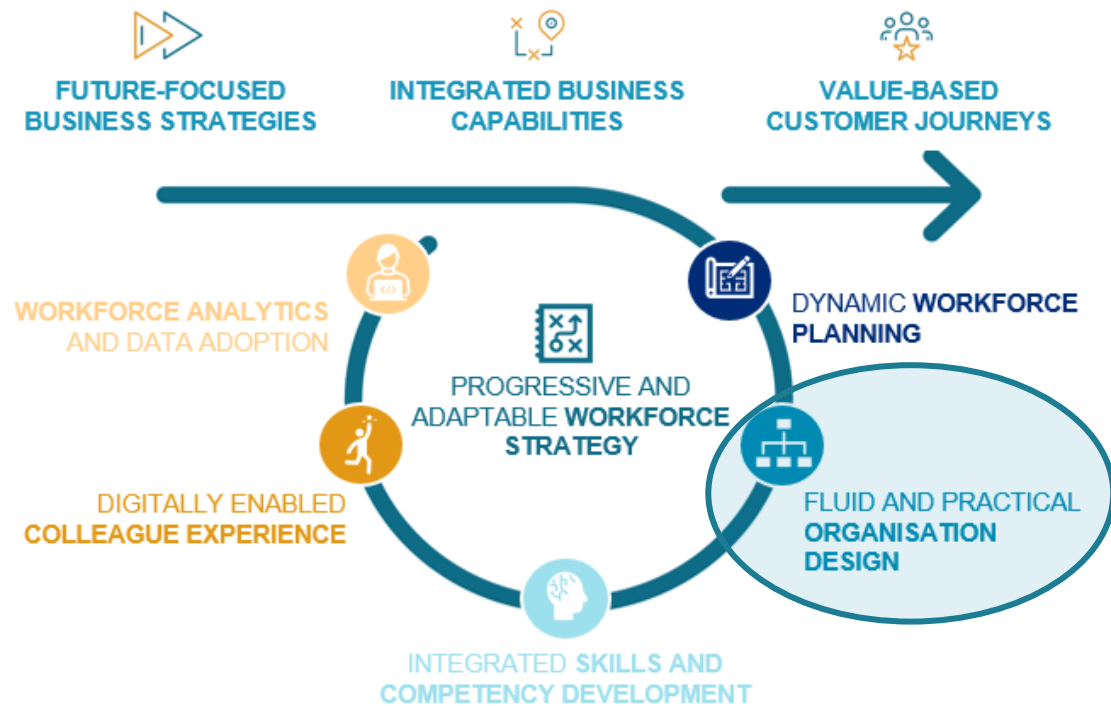 FUTURE-FOCUSED
BUSINESS STRATEGIES
INTEGRATED BUSINESS
CAPABILITIES
VALUE-BASED
CUSTOMER JOURNEYS
WORKFORCE ANALYTICS
AND DATA ADOPTION
DYNAMIC WORKFORCE
PLANNING
PROGRESSIVE AND
ADAPTABLE WORKFORCE
STRATEGY
DIGITALLY ENABLED
COLLEAGUE EXPERIENCE
FLUID AND PRACTICAL
ORGANISATION
DESIGN
INTEGRATED SKILLS AND
COMPETENCY DEVELOPMENT